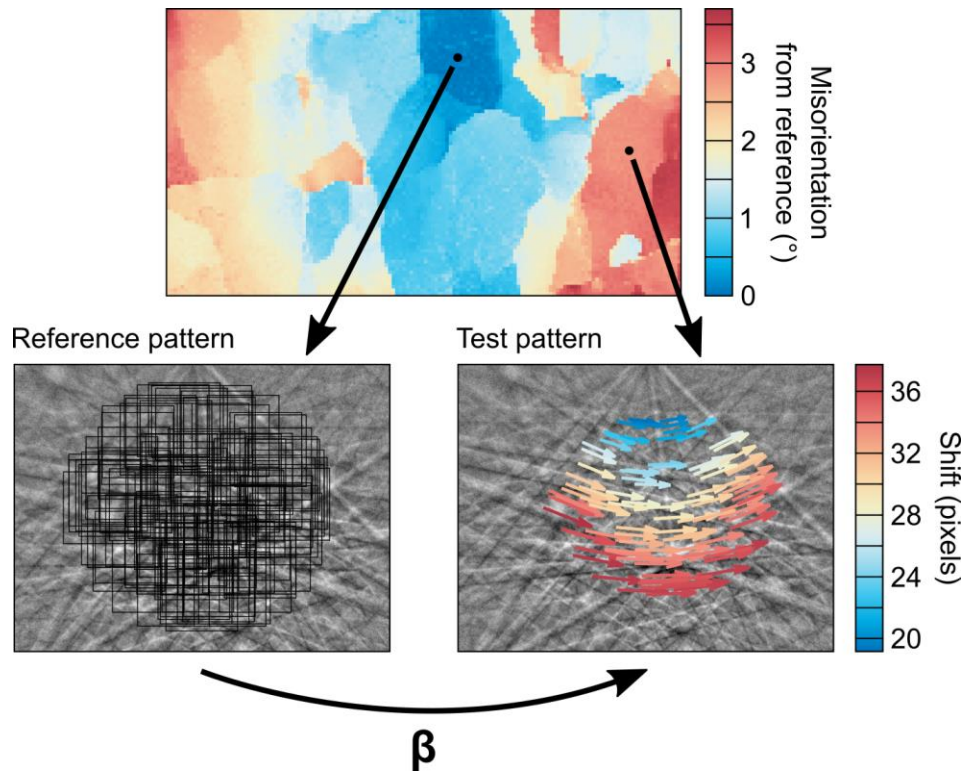 3
2
1
0
Misorientation
from reference (°)
Reference pattern
Test pattern
36
32
28
24
20
Shift (pixels)
β